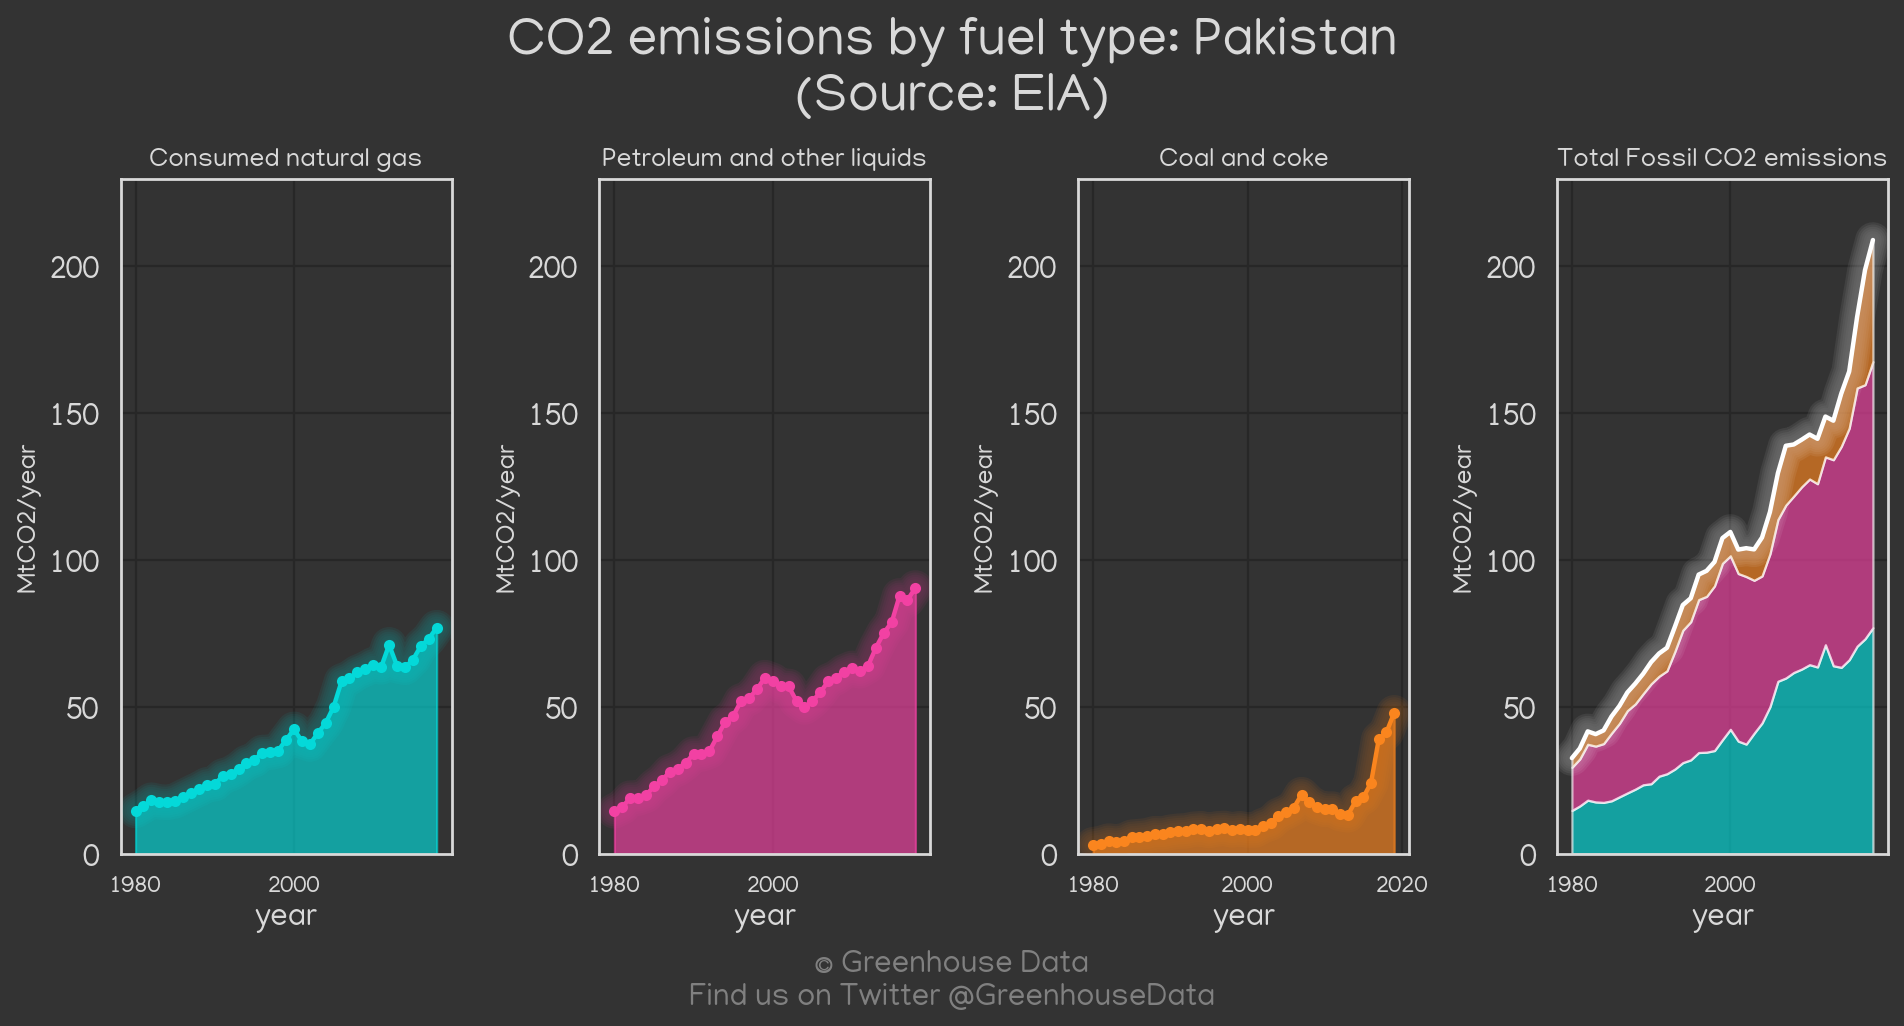 CO2 emissions by fuel type: Pakistan
(Source: EIA)
Consumed natural gas
Petroleum and other liquids
Coal and coke
Total Fossil CO2 emissions
MtCO2/year
200
150
100
50
0
1980
2000
year
MtCO2/year
200
150
100
50
0
1980
2000
year
MtCO2/year
200
150
100
50
0
1980
2000
2020
year
MtCO2/year
200
150
100
50
0
1980
2000
year
© Greenhouse Data
Find us on Twitter @GreenhouseData